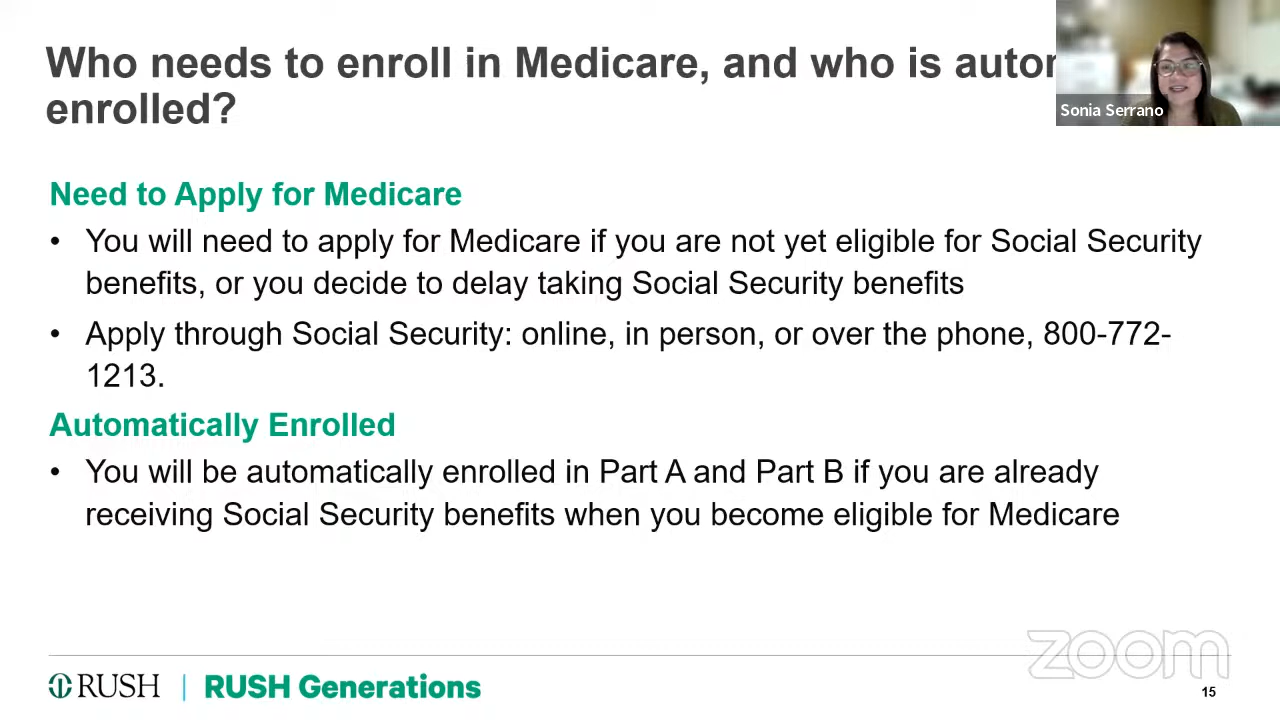 Who needs to enroll in Medicare, and who is autom
enrolled?
Sonia Serrano
Need to Apply for Medicare
• You will need to apply for Medicare if you are not yet eligible for Social Security
benefits, or you decide to delay taking Social Security benefits
• Apply through Social Security: online, in person, or over the phone, 800-772-
1213.
Automatically Enrolled
• You will be automatically enrolled in Part A and Part B if you are already
receiving Social Security benefits when you become eligible for Medicare
zoom
RUSH | RUSH Generations
15